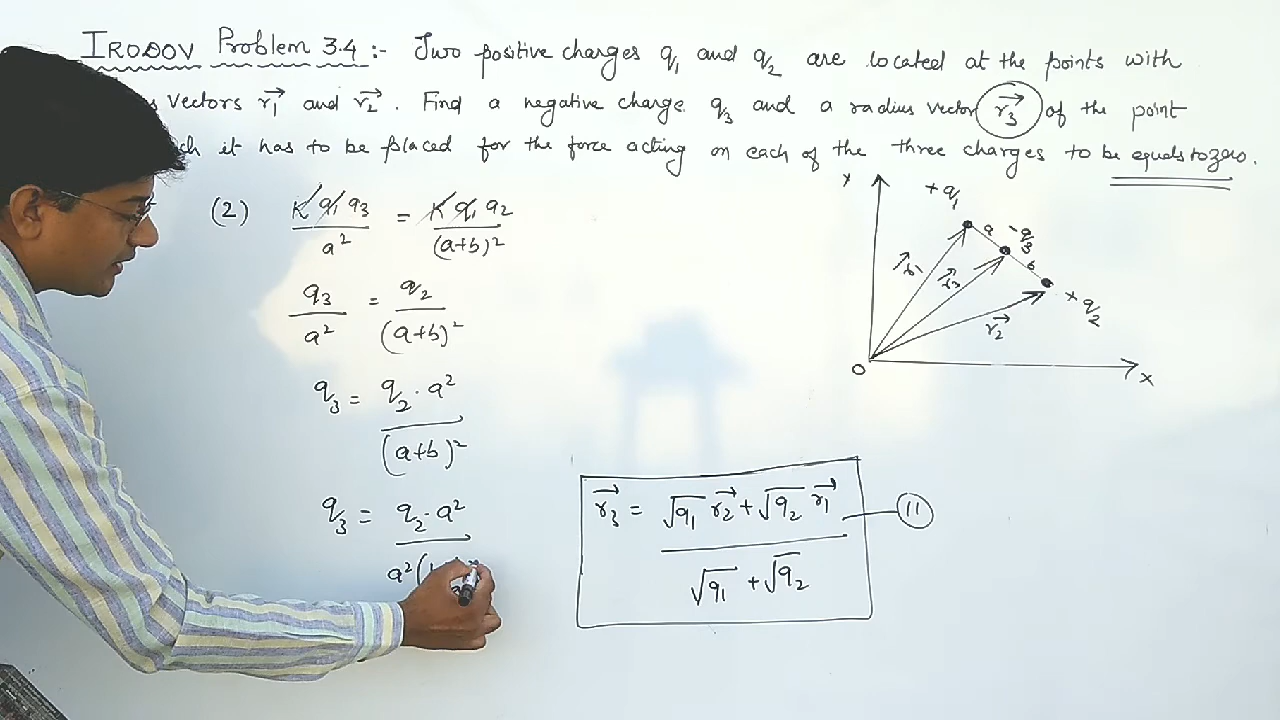 IRODOV Problem 3.4 :- Two positive charges q₁ and q₂ are located at the points with
vectors r₁→ and r₂→. Find a negative charge q₃ and a radius vector r₃→ of the point
it has to be placed for the force acting on each of the three charges to be equals to zero.
(2) K q₁ q₃ / a² = K q₁ q₂ / (a+b)²
q₃ / a² = q₂ / (a+b)²
q₃ = q₂ · a² / (a+b)²
q₃ = q₂ · a² / a²(
r₃→ = √q₁ r₂→ + √q₂ r₁→ / √q₁ + √q₂ — 11
Y
+q₁
a
-q₃
b
+q₂
r₁→
r₃→
r₂→
O
X